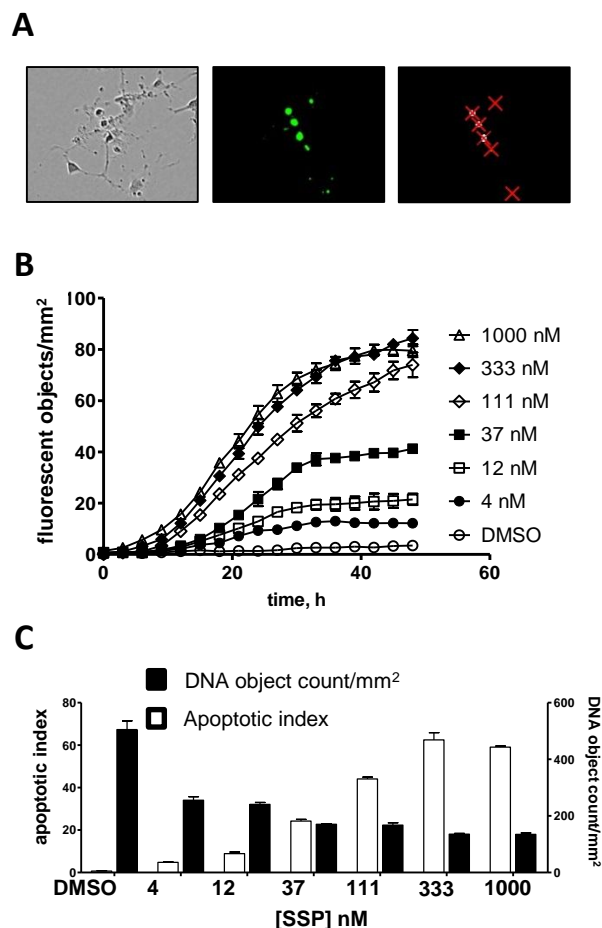 A
B
fluorescent objects/mm²
100
80
60
40
20
0
0 20 40 60
time, h
1000 nM
333 nM
111 nM
37 nM
12 nM
4 nM
DMSO
C
DNA object count/mm²
Apoptotic index
apoptotic index
80
60
40
20
0
DNA object count/mm²
600
400
200
0
DMSO 4 12 37 111 333 1000
[SSP] nM